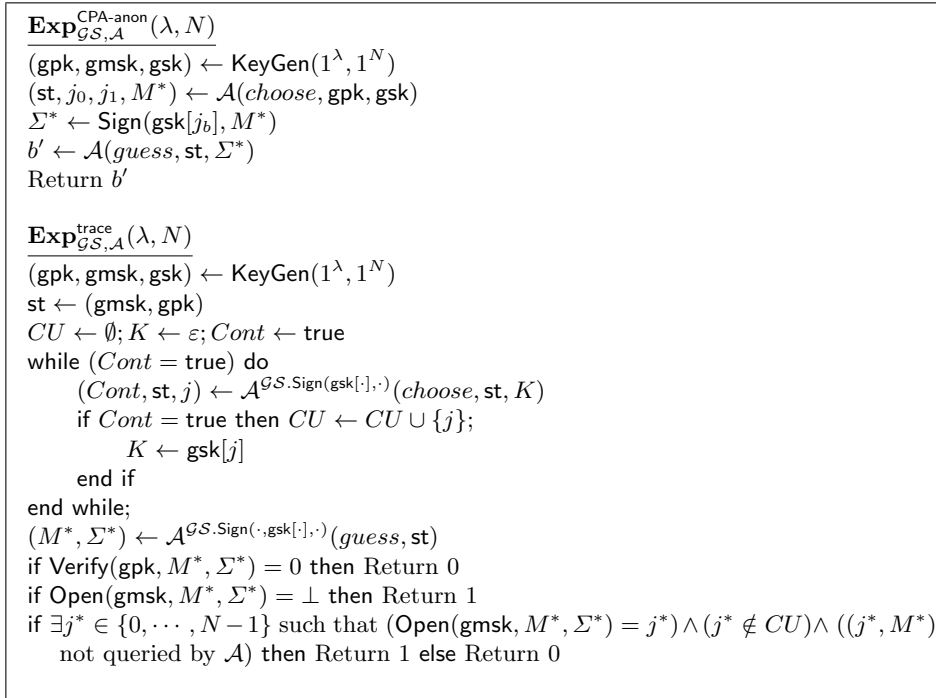 Exp^{CPA-anon}_{𝒢𝒮,𝒜}(λ, N)
(gpk, gmsk, gsk) ← KeyGen(1^λ, 1^N)
(st, j_0, j_1, M^*) ← 𝒜(choose, gpk, gsk)
Σ^* ← Sign(gsk[j_b], M^*)
b′ ← 𝒜(guess, st, Σ^*)
Return b′
Exp^{trace}_{𝒢𝒮,𝒜}(λ, N)
(gpk, gmsk, gsk) ← KeyGen(1^λ, 1^N)
st ← (gmsk, gpk)
CU ← ∅; K ← ε; Cont ← true
while (Cont = true) do
(Cont, st, j) ← 𝒜^{𝒢𝒮.Sign(gsk[·],·)}(choose, st, K)
if Cont = true then CU ← CU ∪ {j};
K ← gsk[j]
end if
end while;
(M^*, Σ^*) ← 𝒜^{𝒢𝒮.Sign(·,gsk[·],·)}(guess, st)
if Verify(gpk, M^*, Σ^*) = 0 then Return 0
if Open(gmsk, M^*, Σ^*) = ⊥ then Return 1
if ∃j^* ∈ {0, ⋯ , N−1} such that (Open(gmsk, M^*, Σ^*) = j^*) ∧ (j^* ∉ CU) ∧ ((j^*, M^*)
not queried by 𝒜) then Return 1 else Return 0